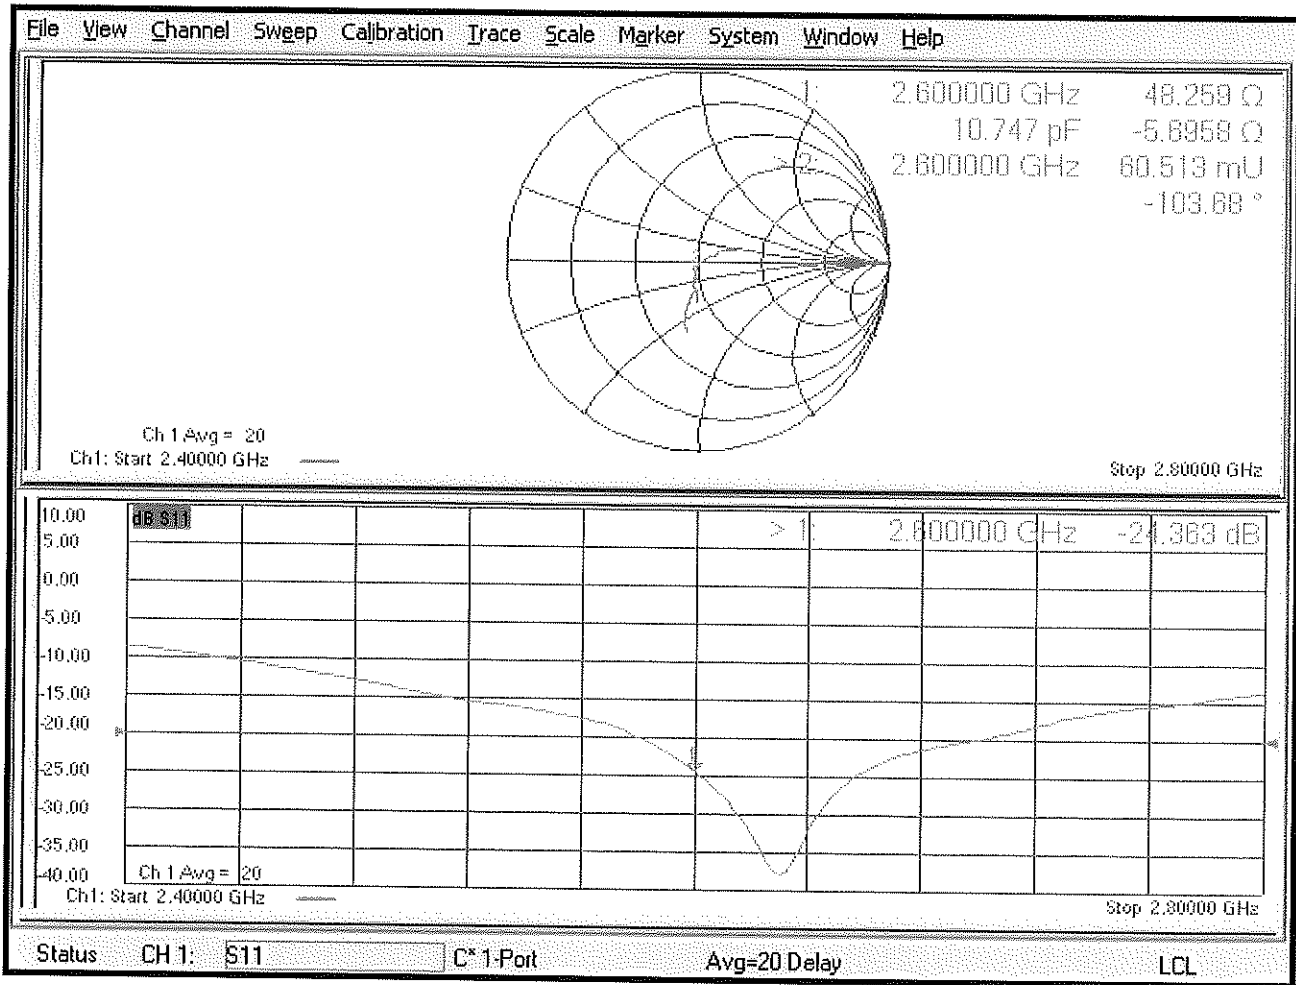 File View Channel Sweep Calibration Trace Scale Marker System Window Help
1: 2.600000 GHz 48.259 Ω
10.747 pF -5.6958 Ω
> 2: 2.600000 GHz 60.513 mU
-103.68 °
Ch 1 Avg = 20
Ch1: Start 2.40000 GHz
Stop 2.80000 GHz
10.00
dB S11
> 1: 2.600000 GHz -24.363 dB
5.00
0.00
-5.00
-10.00
-15.00
-20.00
-25.00
-30.00
-35.00
-40.00
Ch 1 Avg = 20
Ch1: Start 2.40000 GHz
Stop 2.80000 GHz
Status CH 1: S11 C* 1-Port Avg=20 Delay LCL